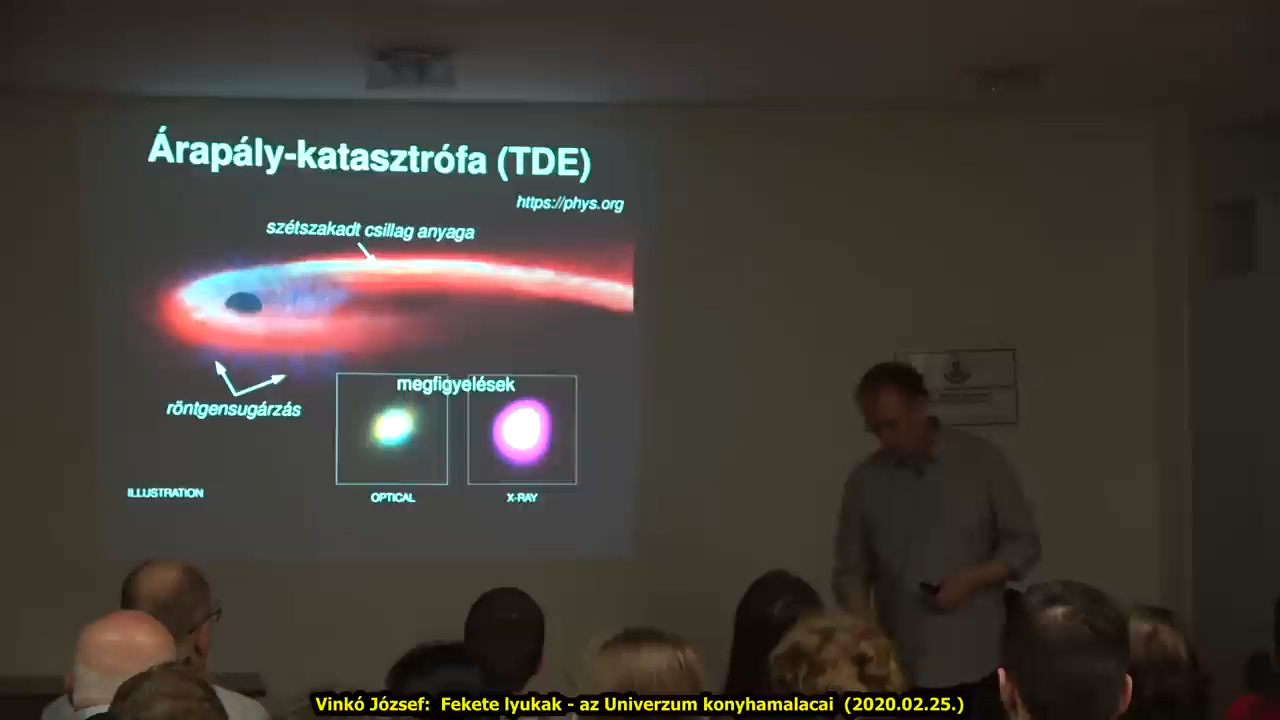 Árapály-katasztrófa (TDE)
https://phys.org
szétszakadt csillag anyaga
röntgensugárzás
megfigyelések
ILLUSTRATION
OPTICAL
X-RAY
Vinkó József: Fekete lyukak - az Univerzum konyhamalacai (2020.02.25.)